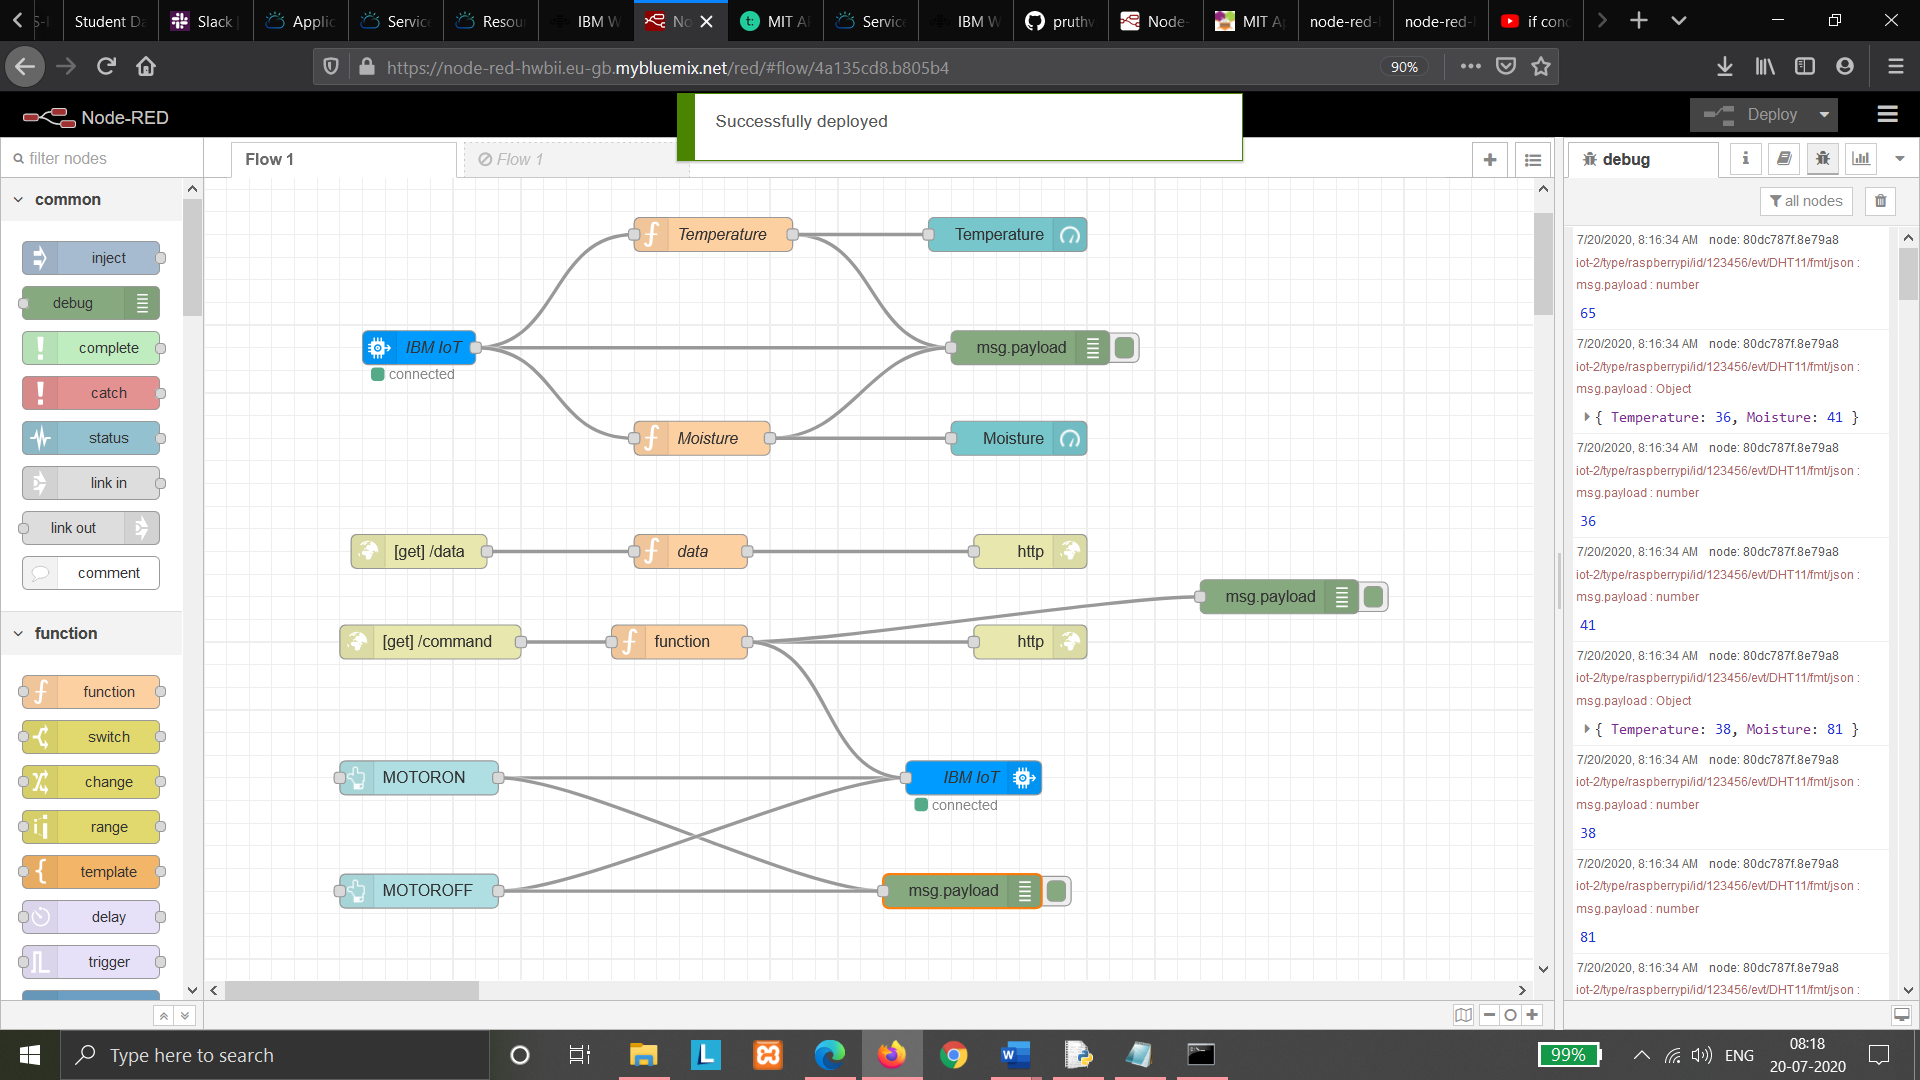 Student Da
Slack |
Applic
Service
Resour
IBM W
No
MIT A
Service
IBM W
pruthv
Node-
MIT Ap
node-red-
node-red-
if cond
https://node-red-hwbii.eu-gb.mybluemix.net/red/#flow/4a135cd8.b805b4
90%
Node-RED
Successfully deployed
Deploy
filter nodes
Flow 1
Flow 1
debug
all nodes
common
inject
debug
complete
catch
status
link in
link out
comment
function
function
switch
change
range
template
delay
trigger
Temperature
Temperature
IBM IoT
connected
msg.payload
Moisture
Moisture
[get] /data
data
http
msg.payload
[get] /command
function
http
MOTORON
IBM IoT
connected
MOTOROFF
msg.payload
7/20/2020, 8:16:34 AM node: 80dc787f.8e79a8
iot-2/type/raspberrypi/id/123456/evt/DHT11/fmt/json :
msg.payload : number
65
7/20/2020, 8:16:34 AM node: 80dc787f.8e79a8
iot-2/type/raspberrypi/id/123456/evt/DHT11/fmt/json :
msg.payload : Object
{ Temperature: 36, Moisture: 41 }
7/20/2020, 8:16:34 AM node: 80dc787f.8e79a8
iot-2/type/raspberrypi/id/123456/evt/DHT11/fmt/json :
msg.payload : number
36
7/20/2020, 8:16:34 AM node: 80dc787f.8e79a8
iot-2/type/raspberrypi/id/123456/evt/DHT11/fmt/json :
msg.payload : number
41
7/20/2020, 8:16:34 AM node: 80dc787f.8e79a8
iot-2/type/raspberrypi/id/123456/evt/DHT11/fmt/json :
msg.payload : Object
{ Temperature: 38, Moisture: 81 }
7/20/2020, 8:16:34 AM node: 80dc787f.8e79a8
iot-2/type/raspberrypi/id/123456/evt/DHT11/fmt/json :
msg.payload : number
38
7/20/2020, 8:16:34 AM node: 80dc787f.8e79a8
iot-2/type/raspberrypi/id/123456/evt/DHT11/fmt/json :
msg.payload : number
81
7/20/2020, 8:16:34 AM node: 80dc787f.8e79a8
iot-2/type/raspberrypi/id/123456/evt/DHT11/fmt/json :
Type here to search
99%
ENG
08:18
20-07-2020